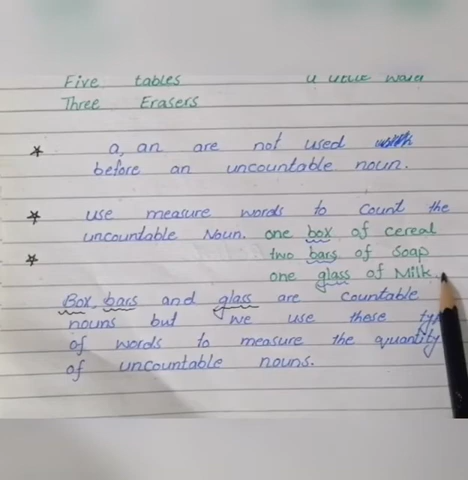 Five tables
Three Erasers
* a, an are not used
before an uncountable noun.
* use measure words to count the
uncountable Noun. one box of cereal
* two bars of Soap
one glass of Milk.
Box, bars and glass are countable
nouns but we use these
of words to measure the quantity
of uncountable nouns.